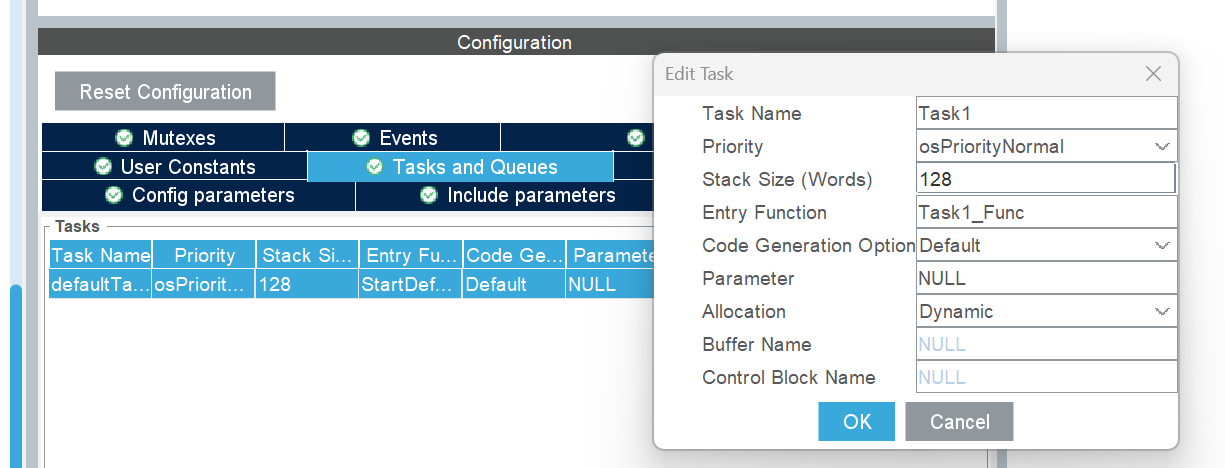 Configuration
Reset Configuration
Mutexes
Events
User Constants
Tasks and Queues
Config parameters
Include parameters
Tasks
Task Name Priority Stack Si... Entry Fu... Code Ge... Paramete
defaultTa... osPriorit... 128 StartDef... Default NULL
Edit Task
Task Name Task1
Priority osPriorityNormal
Stack Size (Words) 128
Entry Function Task1_Func
Code Generation Option Default
Parameter NULL
Allocation Dynamic
Buffer Name NULL
Control Block Name NULL
OK Cancel